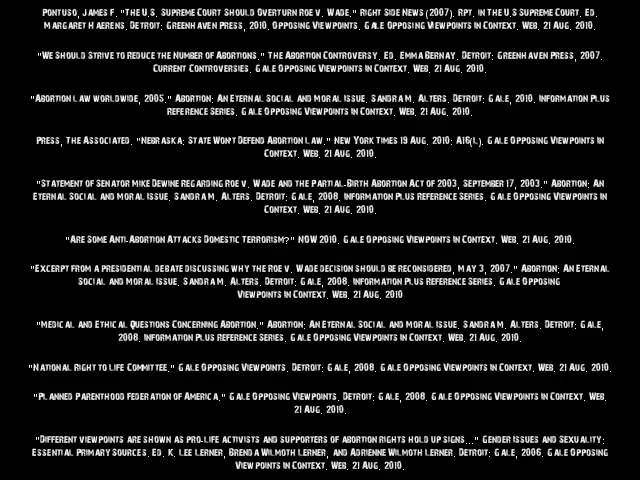 Pontuso, James F. "The U.S. Supreme Court Should Overturn Roe v. Wade." Right Side News (2007). Rpt. in The U.S Supreme Court. Ed.
Margaret Haerens. Detroit: Greenhaven Press, 2010. Opposing Viewpoints. Gale Opposing Viewpoints in Context. Web. 21 Aug. 2010.
"We Should Strive to Reduce the Number of Abortions." The Abortion Controversy. Ed. Emma Bernay. Detroit: Greenhaven Press, 2007.
Current Controversies. Gale Opposing Viewpoints in Context. Web. 21 Aug. 2010.
"Abortion Law Worldwide, 2005." Abortion: An Eternal Social and Moral Issue. Sandra M. Alters. Detroit: Gale, 2010. Information Plus
Reference Series. Gale Opposing Viewpoints in Context. Web. 21 Aug. 2010.
Press, The Associated. "Nebraska: State Won't Defend Abortion Law." New York Times 19 Aug. 2010: A16(L). Gale Opposing Viewpoints in
Context. Web. 21 Aug. 2010.
"Statement of Senator Mike DeWine Regarding Roe v. Wade and the Partial-Birth Abortion Act of 2003, September 17, 2003." Abortion: An
Eternal Social and Moral Issue. Sandra M. Alters. Detroit: Gale, 2008. Information Plus Reference Series. Gale Opposing Viewpoints in
Context. Web. 21 Aug. 2010.
"Are Some Anti-Abortion Attacks Domestic Terrorism?" NOW 2010. Gale Opposing Viewpoints in Context. Web. 21 Aug. 2010.
"Excerpt from a Presidential Debate Discussing Why the Roe v. Wade Decision Should Be Reconsidered, May 3, 2007." Abortion: An Eternal
Social and Moral Issue. Sandra M. Alters. Detroit: Gale, 2008. Information Plus Reference Series. Gale Opposing
Viewpoints in Context. Web. 21 Aug. 2010
"Medical and Ethical Questions Concerning Abortion." Abortion: An Eternal Social and Moral Issue. Sandra M. Alters. Detroit: Gale,
2008. Information Plus Reference Series. Gale Opposing Viewpoints in Context. Web. 21 Aug. 2010.
"National Right to Life Committee." Gale Opposing Viewpoints. Detroit: Gale, 2008. Gale Opposing Viewpoints in Context. Web. 21 Aug. 2010.
"Planned Parenthood Federation of America." Gale Opposing Viewpoints. Detroit: Gale, 2008. Gale Opposing Viewpoints in Context. Web.
21 Aug. 2010.
"Different viewpoints are shown as pro-life activists and supporters of abortion rights hold up signs..." Gender Issues and Sexuality:
Essential Primary Sources. Ed. K. Lee Lerner, Brenda Wilmoth Lerner, and Adrienne Wilmoth Lerner. Detroit: Gale, 2006. Gale Opposing
Viewpoints in Context. Web. 21 Aug. 2010.